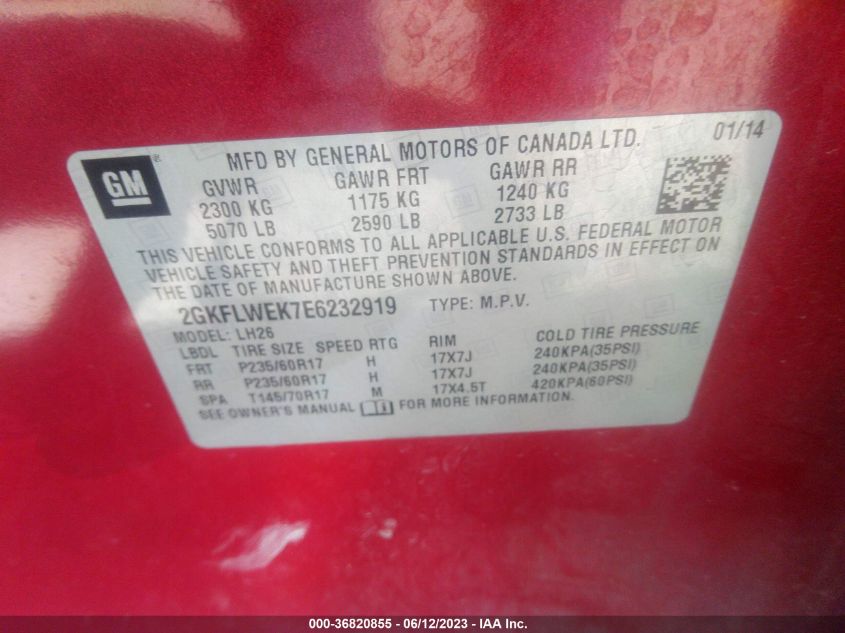 GM
MFD BY GENERAL MOTORS OF CANADA LTD. 01/14
GVWR GAWR FRT GAWR RR
2300 KG 1175 KG 1240 KG
5070 LB 2590 LB 2733 LB
THIS VEHICLE CONFORMS TO ALL APPLICABLE U.S. FEDERAL MOTOR
VEHICLE SAFETY AND THEFT PREVENTION STANDARDS IN EFFECT ON
THE DATE OF MANUFACTURE SHOWN ABOVE.
2GKFLWEK7E6232919 TYPE: M.P.V.
MODEL: LH26
LBDL TIRE SIZE SPEED RTG RIM COLD TIRE PRESSURE
FRT P235/60R17 H 17X7J 240KPA(35PSI)
RR P235/60R17 H 17X7J 240KPA(35PSI)
SPA T145/70R17 M 17X4.5T 420KPA(60PSI)
SEE OWNER'S MANUAL FOR MORE INFORMATION.
000-36820855 - 06/12/2023 - IAA Inc.